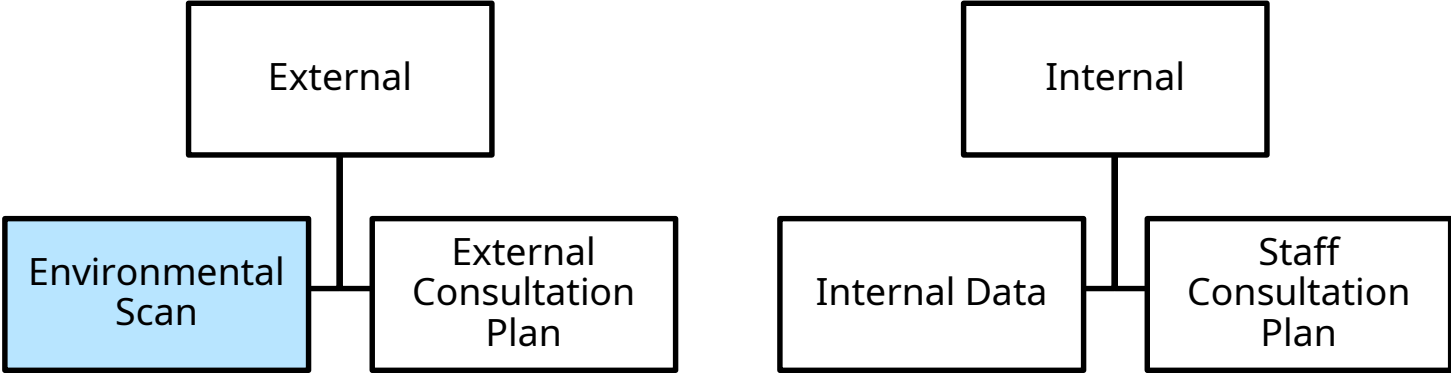 External
Internal
Environmental
Scan
External
Consultation
Plan
Internal Data
Staff
Consultation
Plan